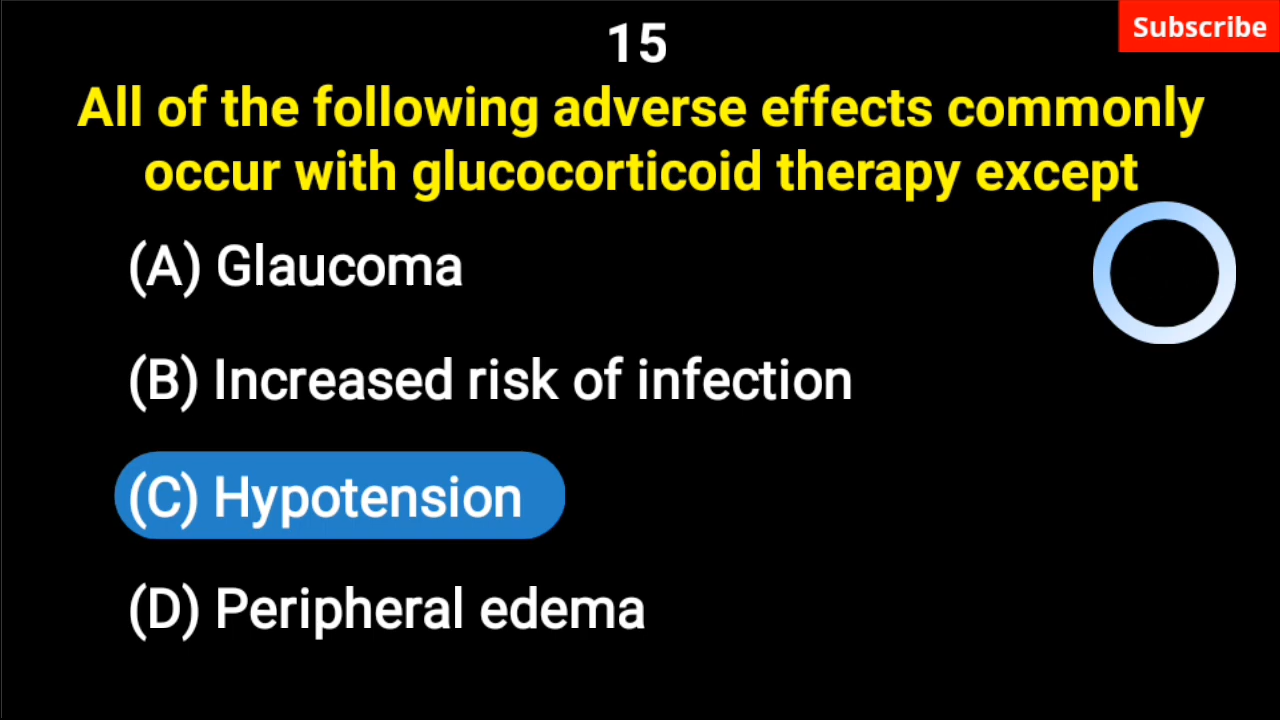 15
Subscribe
All of the following adverse effects commonly
occur with glucocorticoid therapy except
(A) Glaucoma
(B) Increased risk of infection
(C) Hypotension
(D) Peripheral edema